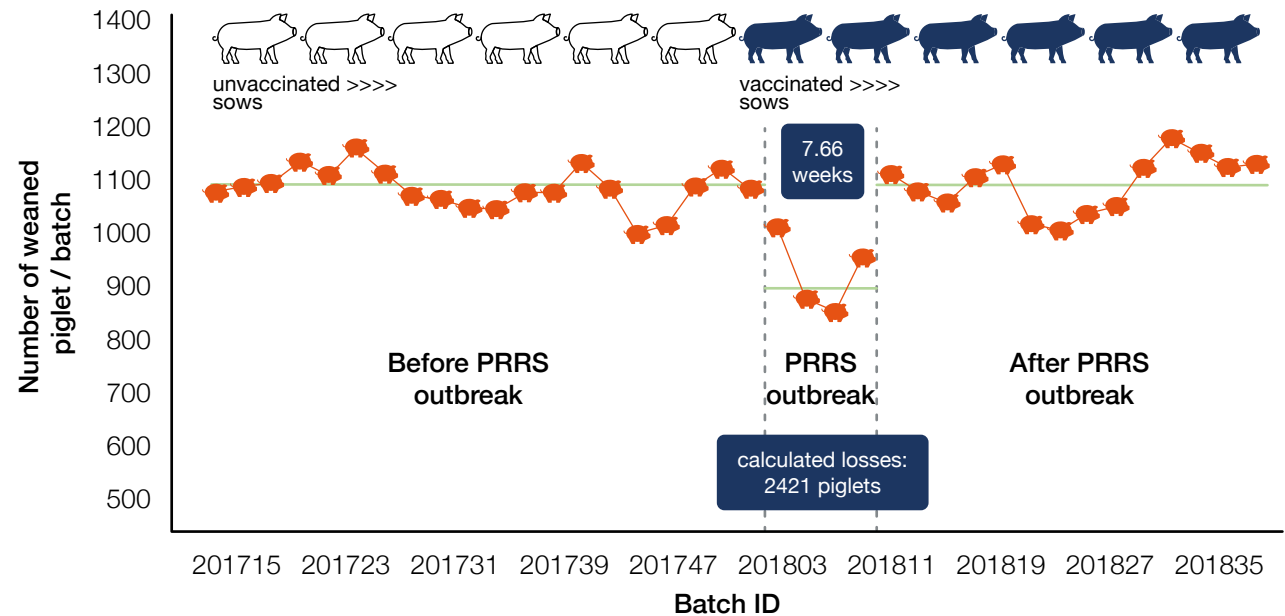 1400
1300
1200
1100
1000
900
800
700
600
500
Number of weaned
piglet / batch
unvaccinated >>>>
sows
vaccinated >>>>
sows
7.66
weeks
Before PRRS
outbreak
PRRS
outbreak
After PRRS
outbreak
calculated losses:
2421 piglets
201715 201723 201731 201739 201747 201803 201811 201819 201827 201835
Batch ID